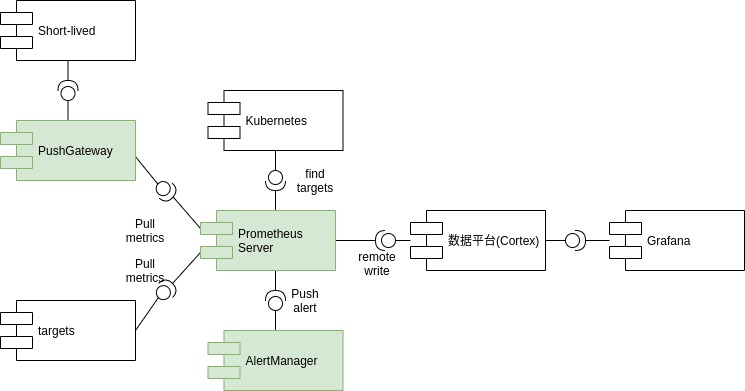 Short-lived
PushGateway
Kubernetes
find
targets
Pull
metrics
Prometheus
Server
数据平台(Cortex)
Grafana
remote
write
Pull
metrics
Push
alert
targets
AlertManager